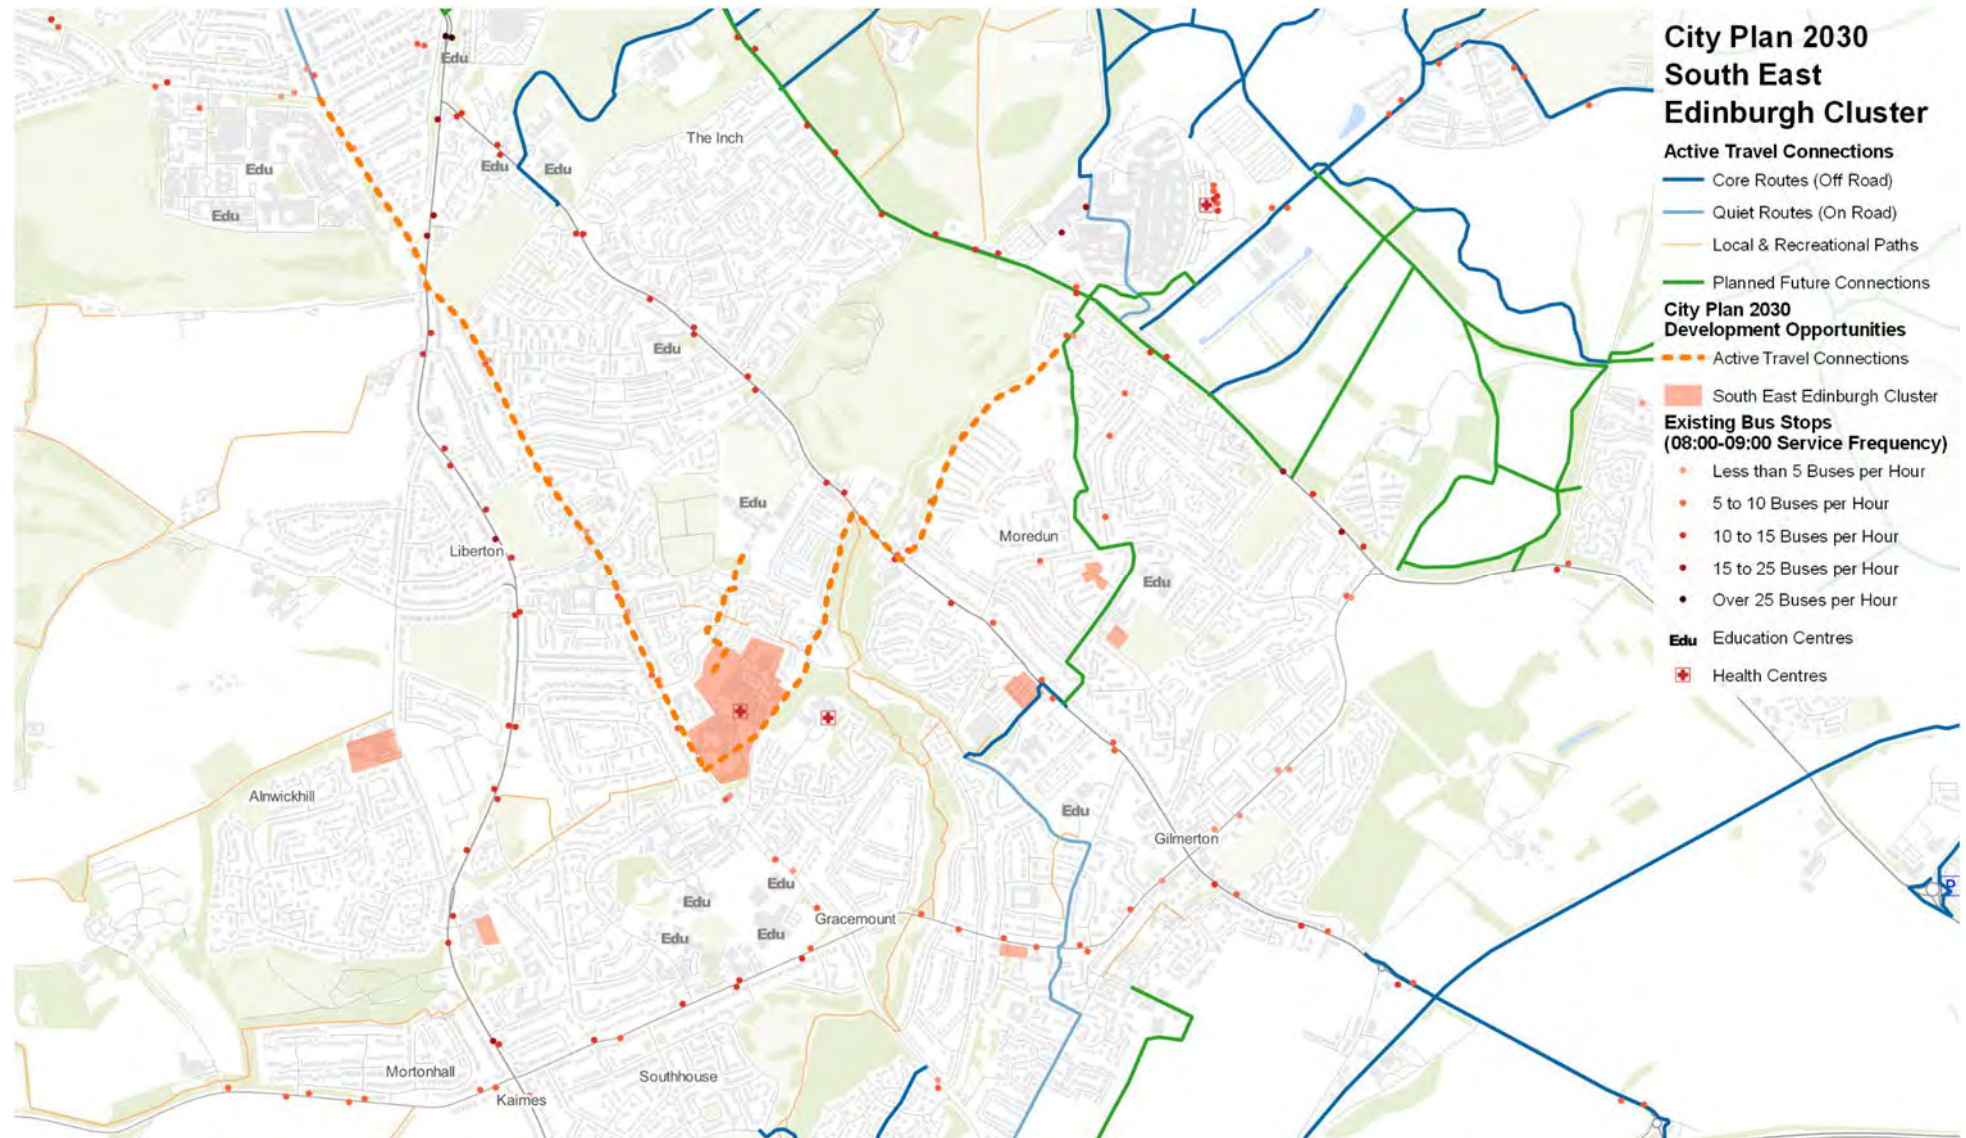 City Plan 2030
South East
Edinburgh Cluster
Active Travel Connections
Core Routes (Off Road)
Quiet Routes (On Road)
Local & Recreational Paths
Planned Future Connections
City Plan 2030
Development Opportunities
Active Travel Connections
South East Edinburgh Cluster
Existing Bus Stops
(08:00-09:00 Service Frequency)
Less than 5 Buses per Hour
5 to 10 Buses per Hour
10 to 15 Buses per Hour
15 to 25 Buses per Hour
Over 25 Buses per Hour
Edu Education Centres
Health Centres
Edu
The Inch
Edu
Edu
Edu
Edu
Edu
Edu
Moredun
Liberton
Edu
Alnwickhill
Edu
Gilmerton
P
Edu
Edu
Gracemount
Edu
Edu
Mortonhall
Southhouse
Kaimes